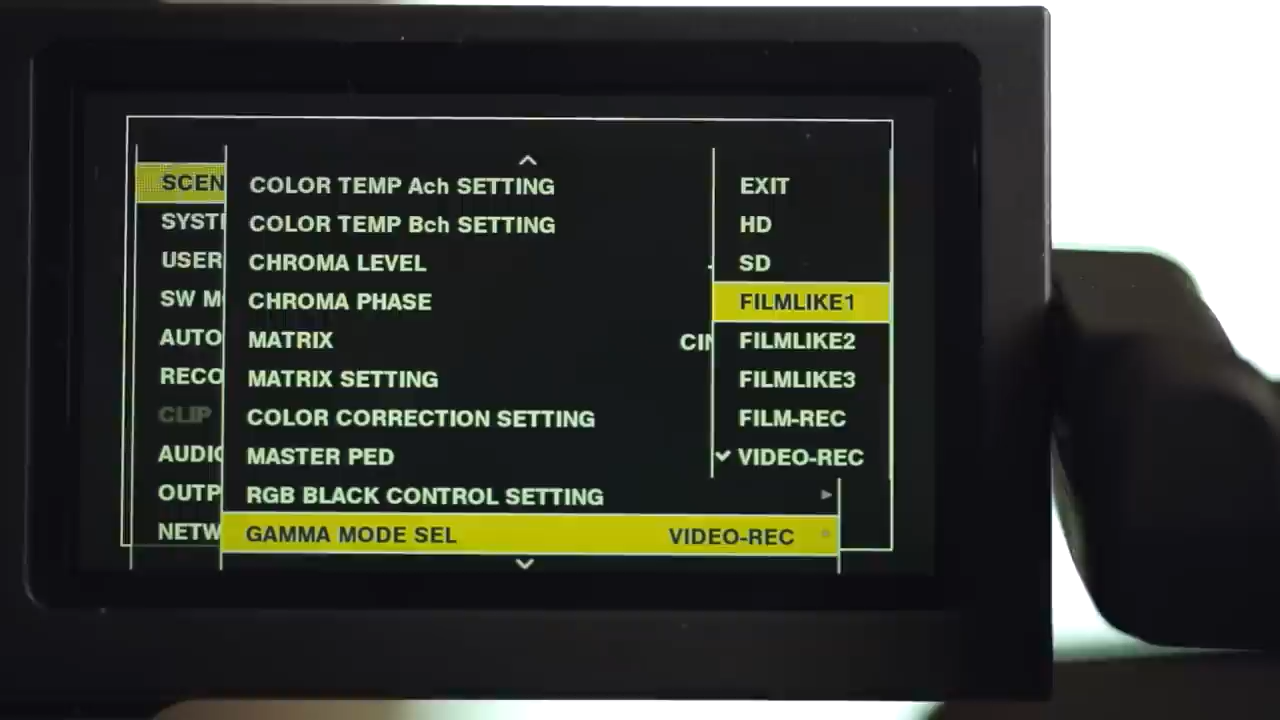 SCEN
SYST
USER
SW M
AUTO
RECO
CLIP
AUDIO
OUTP
NETW
COLOR TEMP Ach SETTING
COLOR TEMP Bch SETTING
CHROMA LEVEL
CHROMA PHASE
MATRIX CIN
MATRIX SETTING
COLOR CORRECTION SETTING
MASTER PED
RGB BLACK CONTROL SETTING
GAMMA MODE SEL VIDEO-REC
EXIT
HD
SD
FILMLIKE1
FILMLIKE2
FILMLIKE3
FILM-REC
VIDEO-REC